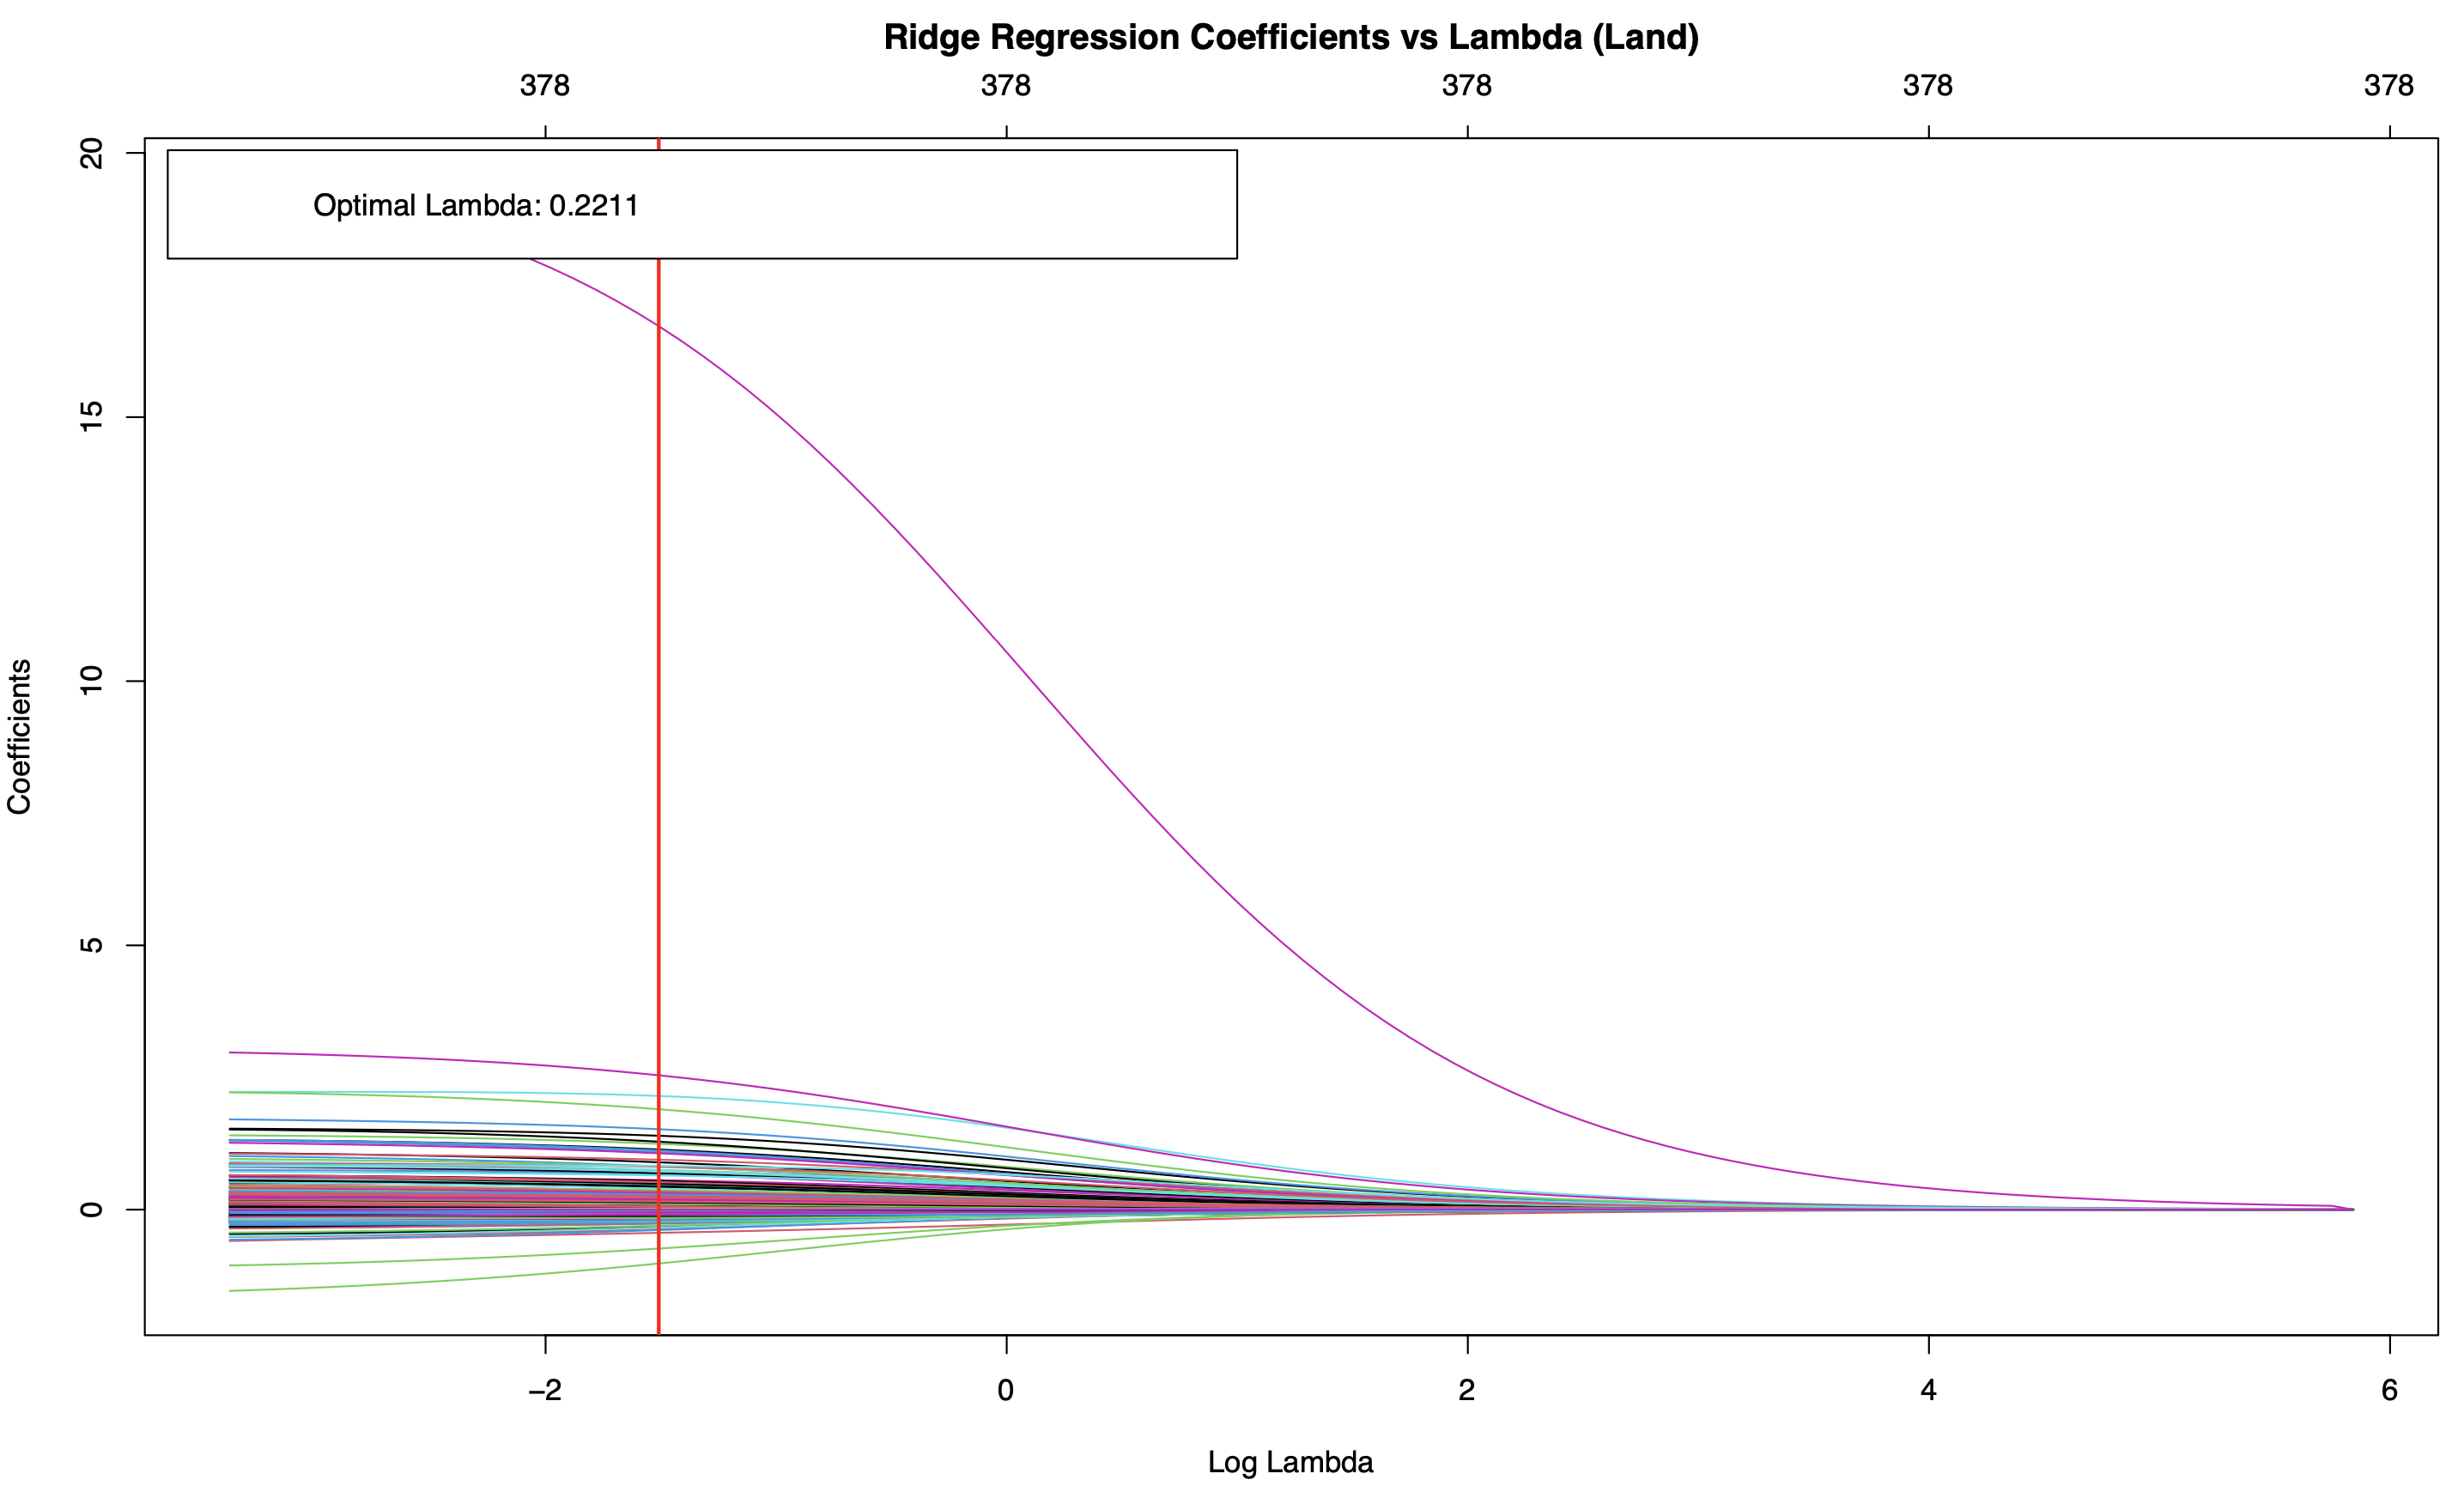 Ridge Regression Coefficients vs Lambda (Land)
378 378 378 378 378
Optimal Lambda: 0.2211
20
15
10
5
0
Coefficients
−2 0 2 4 6
Log Lambda